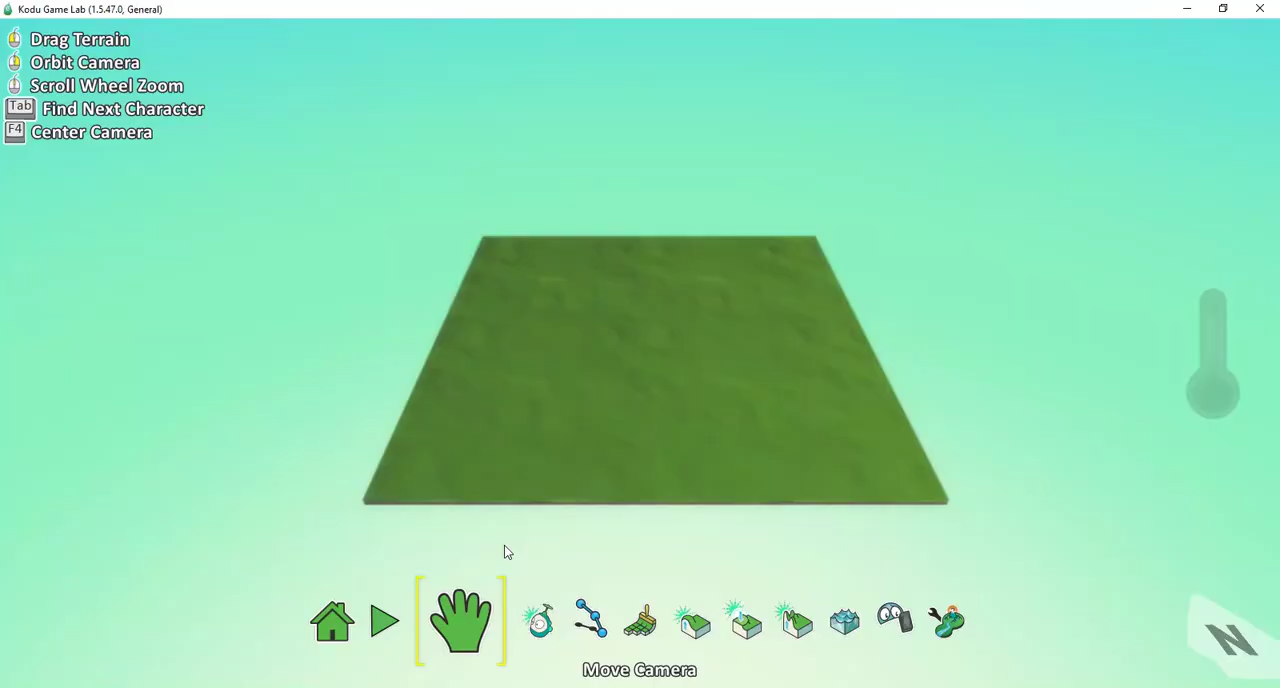 Kodu Game Lab (1.5.47.0, General)
Drag Terrain
Orbit Camera
Scroll Wheel Zoom
Tab Find Next Character
F4 Center Camera
Move Camera
N